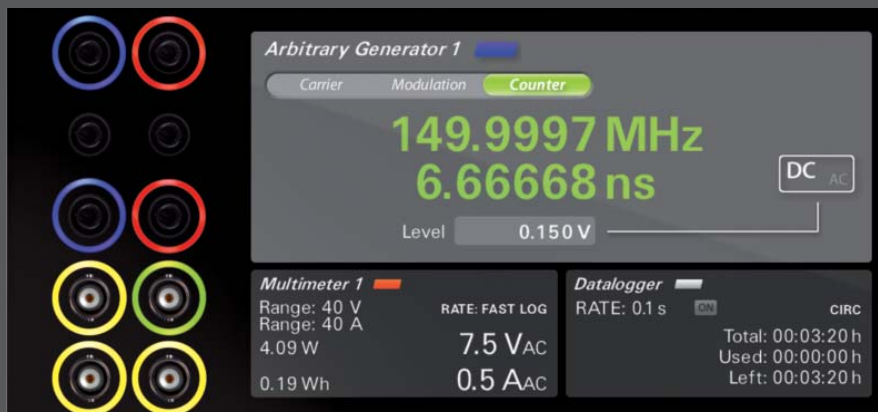 Arbitrary Generator 1
Carrier Modulation Counter
149.9997 MHz
6.66668 ns
DC AC
Level 0.150 V
Multimeter 1
Range: 40 V
Range: 40 A
RATE: FAST LOG
4.09 W 7.5 VAC
0.19 Wh 0.5 AAC
Datalogger
RATE: 0.1 s ON CIRC
Total: 00:03:20 h
Used: 00:00:00 h
Left: 00:03:20 h